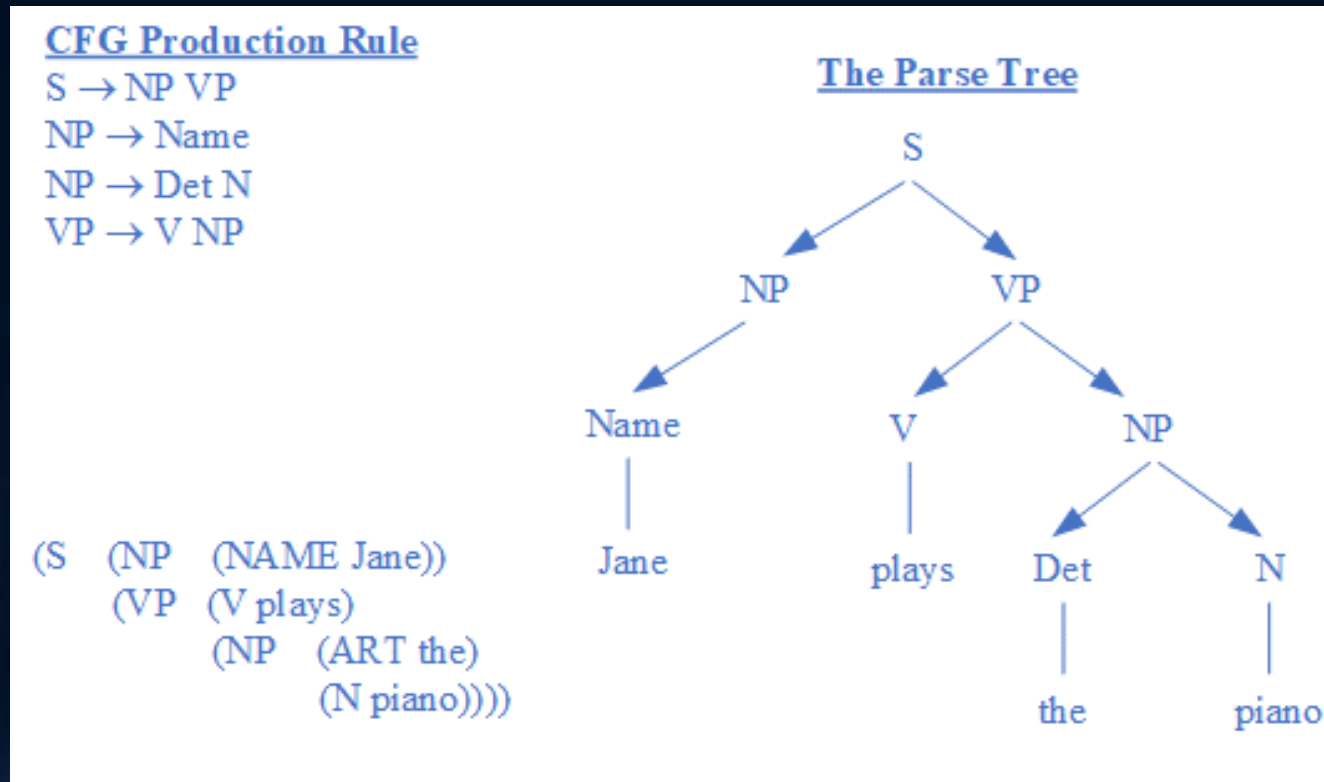 CFG Production Rule
S → NP VP
NP → Name
NP → Det N
VP → V NP
(S (NP (NAME Jane))
(VP (V plays)
(NP (ART the)
(N piano))))
The Parse Tree
S
NP VP
Name V NP
Jane plays Det N
the piano